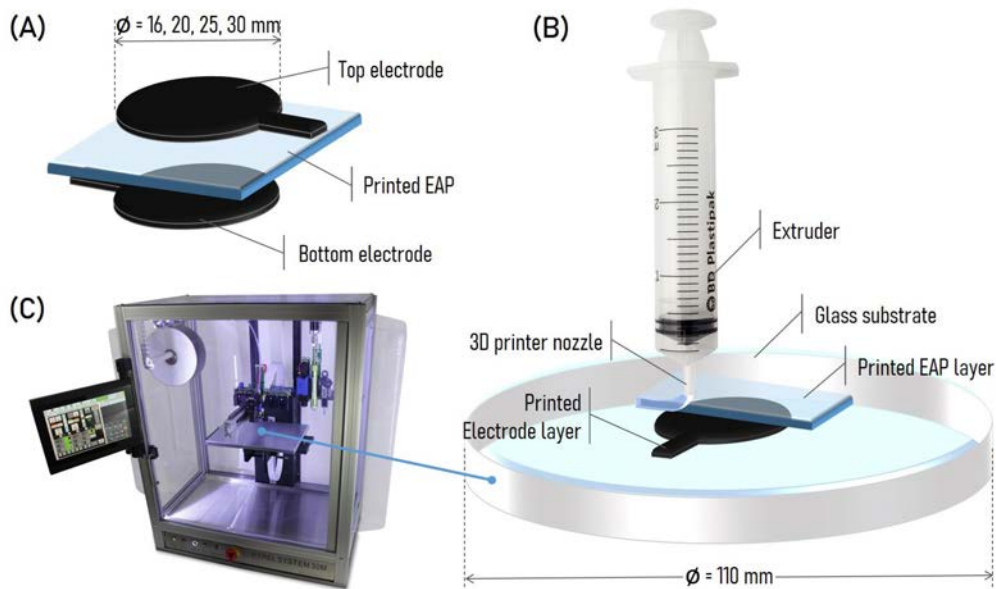 (A)
Ø = 16, 20, 25, 30 mm
Top electrode
Printed EAP
Bottom electrode
(B)
BD Plastipak
Extruder
Glass substrate
3D printer nozzle
Printed EAP layer
Printed
Electrode layer
Ø = 110 mm
(C)